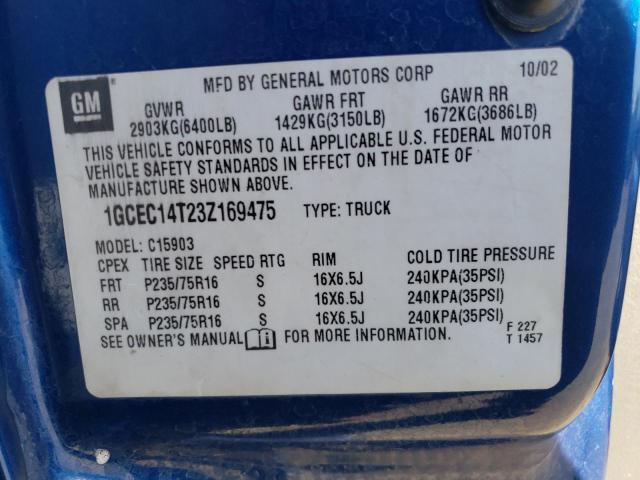 MFD BY GENERAL MOTORS CORP 10/02
GM
GVWR GAWR FRT GAWR RR
2903KG(6400LB) 1429KG(3150LB) 1672KG(3686LB)
THIS VEHICLE CONFORMS TO ALL APPLICABLE U.S. FEDERAL MOTOR
VEHICLE SAFETY STANDARDS IN EFFECT ON THE DATE OF
MANUFACTURE SHOWN ABOVE.
1GCEC14T23Z169475 TYPE: TRUCK
MODEL: C15903
CPEX TIRE SIZE SPEED RTG RIM COLD TIRE PRESSURE
FRT P235/75R16 S 16X6.5J 240KPA(35PSI)
RR P235/75R16 S 16X6.5J 240KPA(35PSI)
SPA P235/75R16 S 16X6.5J 240KPA(35PSI)
SEE OWNER'S MANUAL FOR MORE INFORMATION.
F 227
T 1457